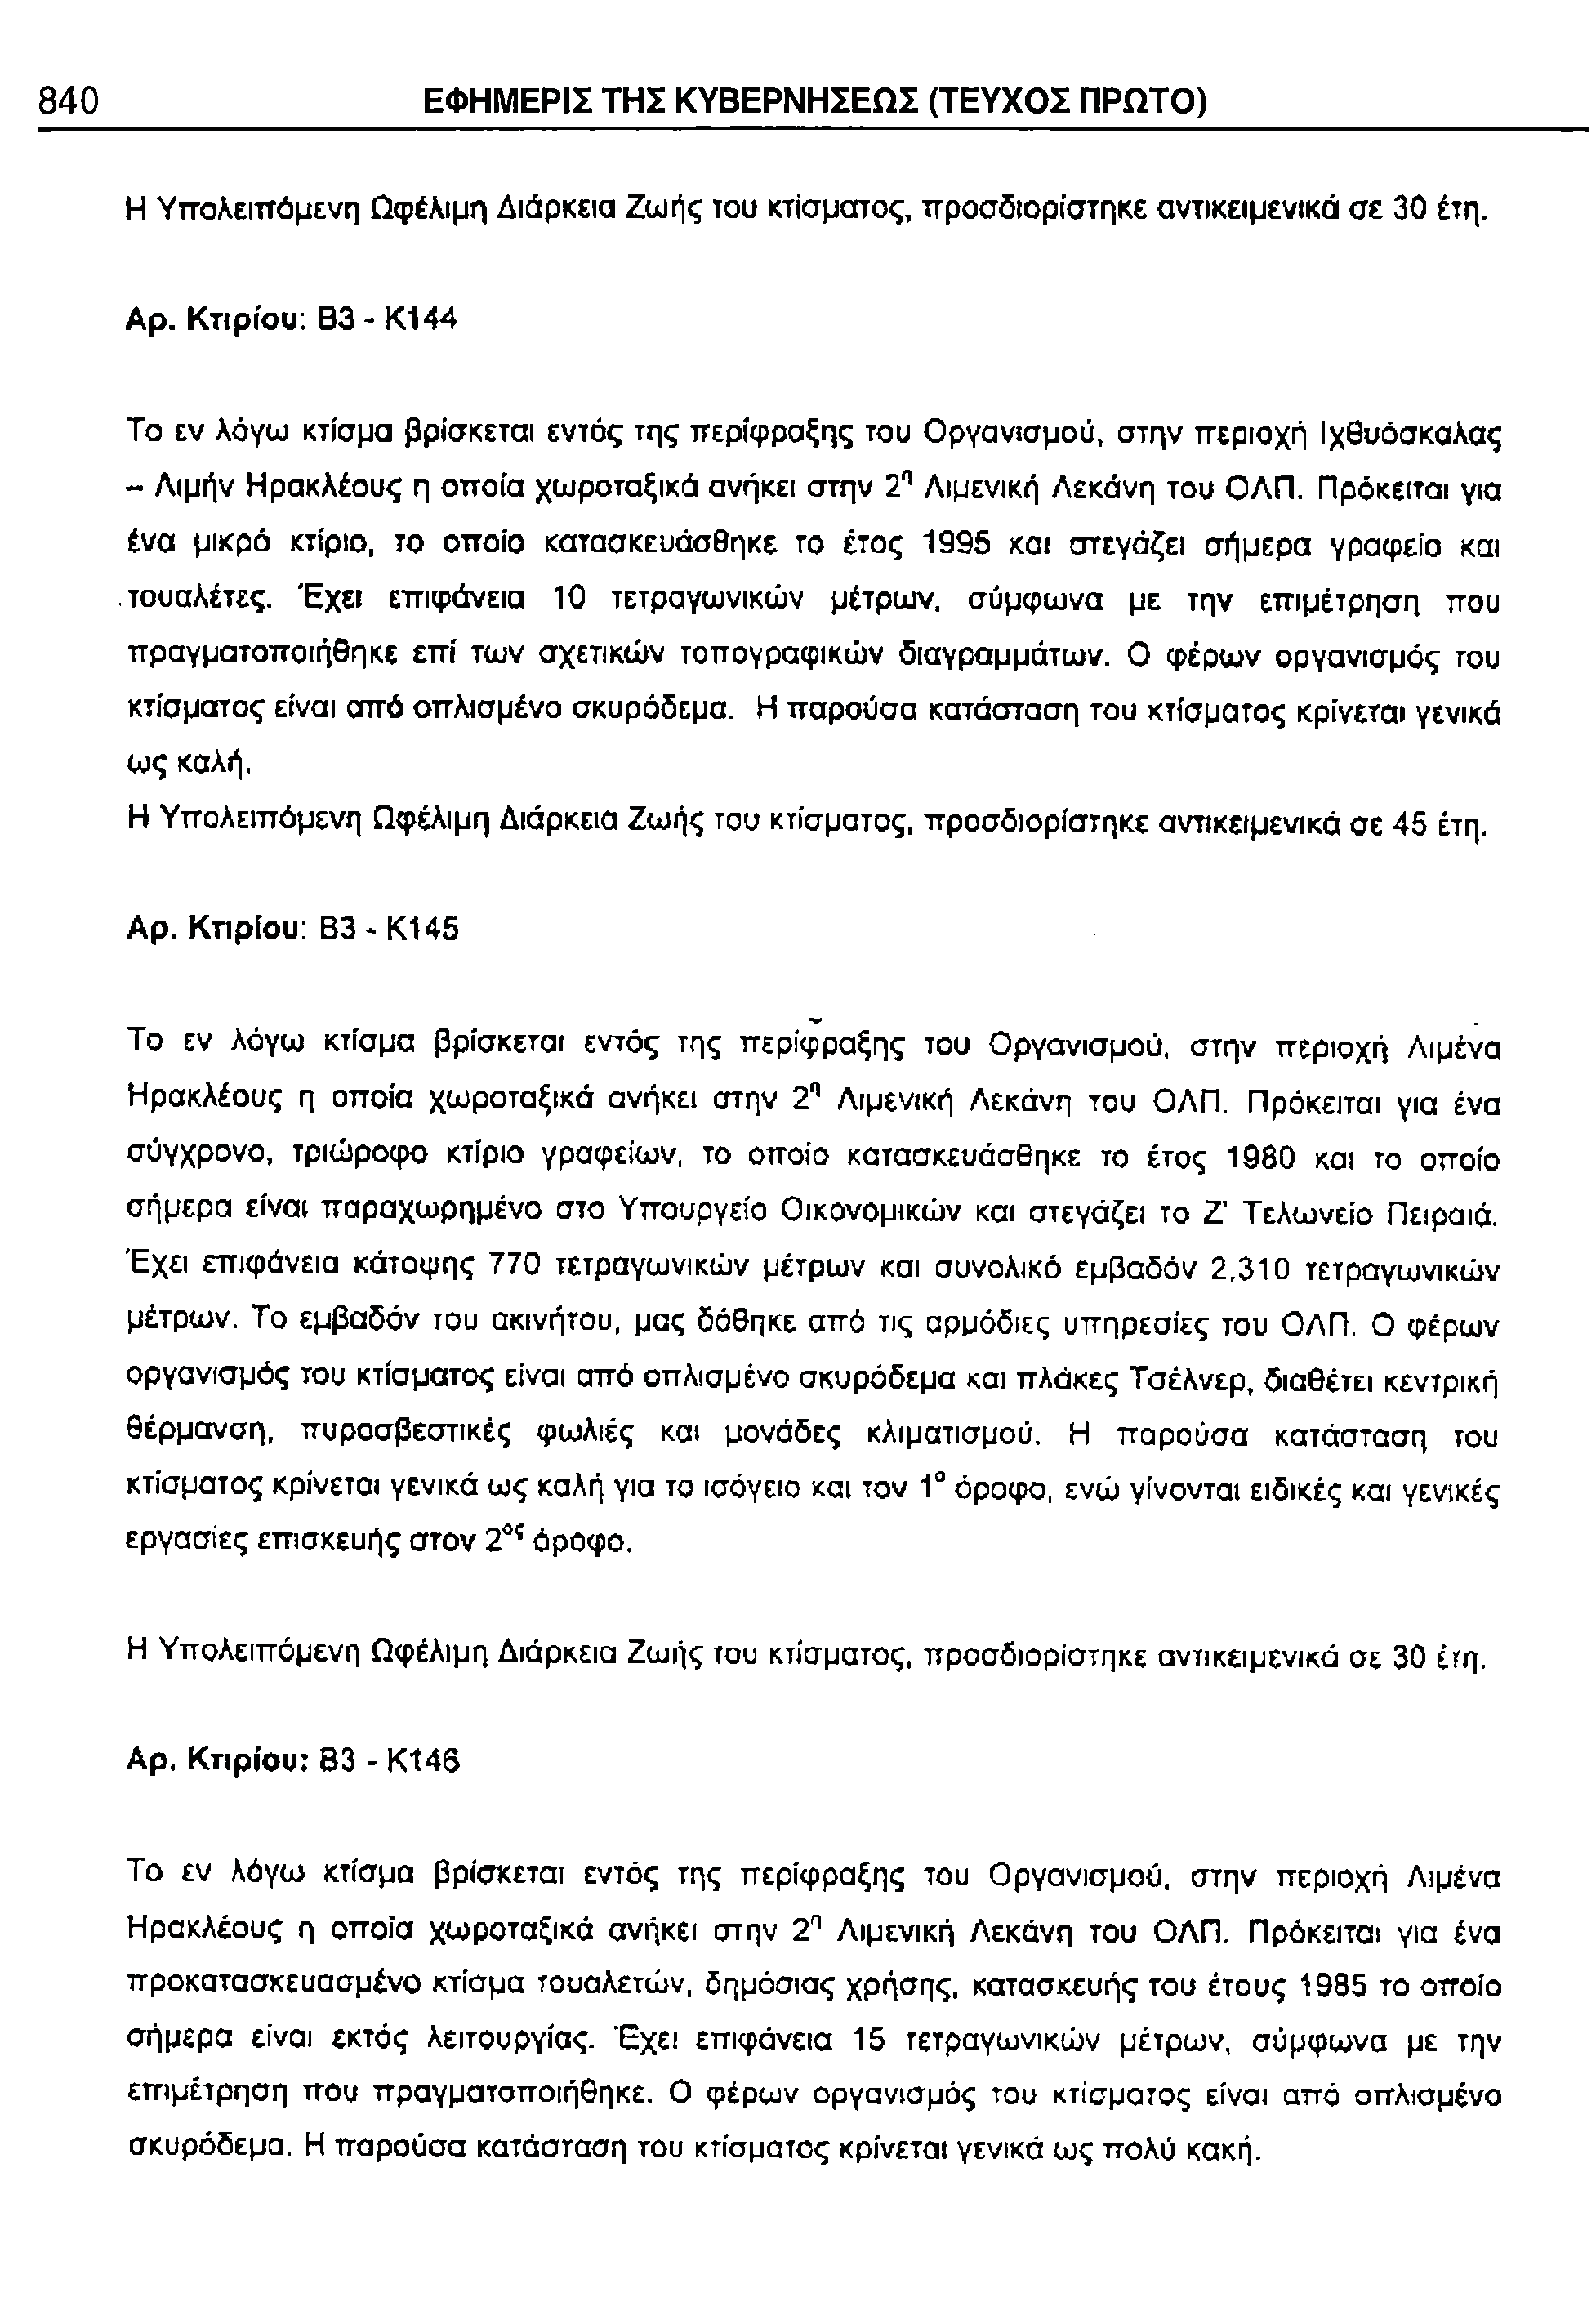 840
ΕΦΗΜΕΡΙΣ ΤΗΣ ΚΥΒΕΡΝΗΣΕΩΣ (ΤΕΥΧΟΣ ΠΡΩΤΟ)
Η Υπολειπόμενη Ωφέλιμη Διάρκεια Ζωής του κτίσματος, προσδιορίστηκε αντικειμενικά σε 30 έτη.
Αρ. Κτιρίου: Β3 - Κ144
Το εν λόγω κτίσμα βρίσκεται εντός της περίφραξης του Οργανισμού, στην περιοχή Ιχθυόσκαλας
– Λιμήν Ηρακλέους η οποία χωροταξικά ανήκει στην 2η Λιμενική Λεκάνη του ΟΛΠ. Πρόκειται για
ένα μικρό κτίριο, το οποίο κατασκευάσθηκε το έτος 1995 και στεγάζει σήμερα γραφείο και
τουαλέτες. Έχει επιφάνεια 10 τετραγωνικών μέτρων, σύμφωνα με την επιμέτρηση που
πραγματοποιήθηκε επί των σχετικών τοπογραφικών διαγραμμάτων. Ο φέρων οργανισμός του
κτίσματος είναι από οπλισμένο σκυρόδεμα. Η παρούσα κατάσταση του κτίσματος κρίνεται γενικά
ως καλή.
Η Υπολειπόμενη Ωφέλιμη Διάρκεια Ζωής του κτίσματος, προσδιορίστηκε αντικειμενικά σε 45 έτη.
Αρ. Κτιρίου: Β3 - Κ145
Το εν λόγω κτίσμα βρίσκεται εντός της περίφραξης του Οργανισμού, στην περιοχή Λιμένα
Ηρακλέους η οποία χωροταξικά ανήκει στην 2η Λιμενική Λεκάνη του ΟΛΠ. Πρόκειται για ένα
σύγχρονο, τριώροφο κτίριο γραφείων, το οποίο κατασκευάσθηκε το έτος 1980 και το οποίο
σήμερα είναι παραχωρημένο στο Υπουργείο Οικονομικών και στεγάζει το Ζ' Τελωνείο Πειραιά.
Έχει επιφάνεια κάτοψης 770 τετραγωνικών μέτρων και συνολικό εμβαδόν 2,310 τετραγωνικών
μέτρων. Το εμβαδόν του ακινήτου, μας δόθηκε από τις αρμόδιες υπηρεσίες του ΟΛΠ. Ο φέρων
οργανισμός του κτίσματος είναι από οπλισμένο σκυρόδεμα και πλάκες Τσέλνερ, διαθέτει κεντρική
θέρμανση, πυροσβεστικές φωλιές και μονάδες κλιματισμού. Η παρούσα κατάσταση του
κτίσματος κρίνεται γενικά ως καλή για το ισόγειο και τον 1ο όροφο, ενώ γίνονται ειδικές και γενικές
εργασίες επισκευής στον 2ος όροφο.
Η Υπολειπόμενη Ωφέλιμη Διάρκεια Ζωής του κτίσματος, προσδιορίστηκε αντικειμενικά σε 30 έτη.
Αρ. Κτιρίου: Β3 - Κ146
Το εν λόγω κτίσμα βρίσκεται εντός της περίφραξης του Οργανισμού, στην περιοχή Λιμένα
Ηρακλέους η οποία χωροταξικά ανήκει στην 2η Λιμενική Λεκάνη του ΟΛΠ. Πρόκειται για ένα
προκατασκευασμένο κτίσμα τουαλετών, δημόσιας χρήσης, κατασκευής του έτους 1985 το οποίο
σήμερα είναι εκτός λειτουργίας. Έχει επιφάνεια 15 τετραγωνικών μέτρων, σύμφωνα με την
επιμέτρηση που πραγματοποιήθηκε. Ο φέρων οργανισμός του κτίσματος είναι από οπλισμένο
σκυρόδεμα. Η παρούσα κατάσταση του κτίσματος κρίνεται γενικά ως πολύ κακή.